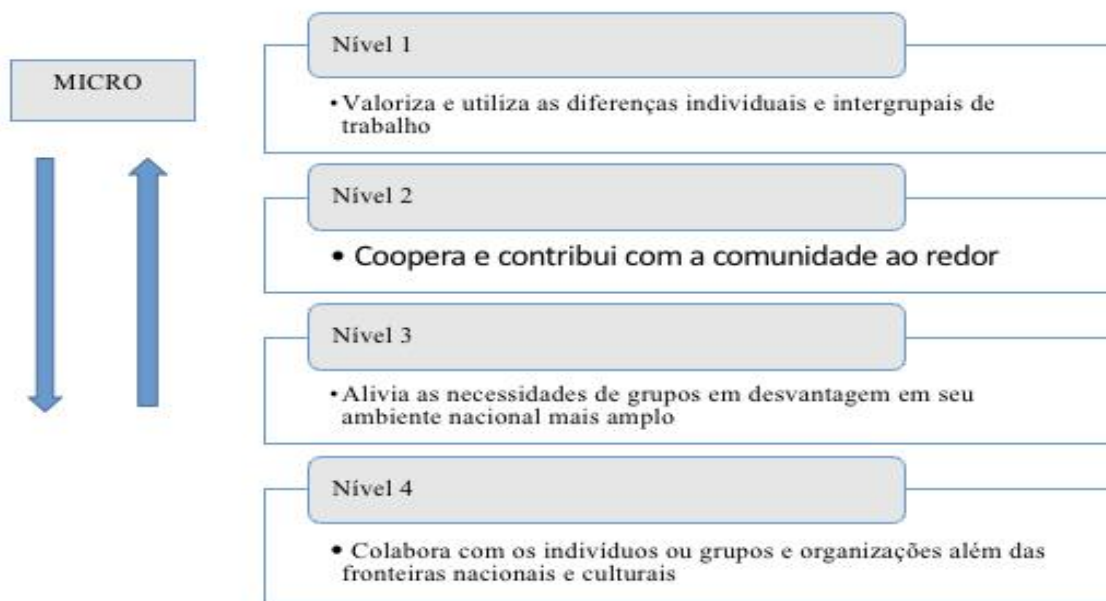 MICRO
Nível 1
•Valoriza e utiliza as diferenças individuais e intergrupais de
trabalho
Nível 2
• Coopera e contribui com a comunidade ao redor
Nível 3
•Alivia as necessidades de grupos em desvantagem em seu
ambiente nacional mais amplo
Nível 4
• Colabora com os indivíduos ou grupos e organizações além das
fronteiras nacionais e culturais